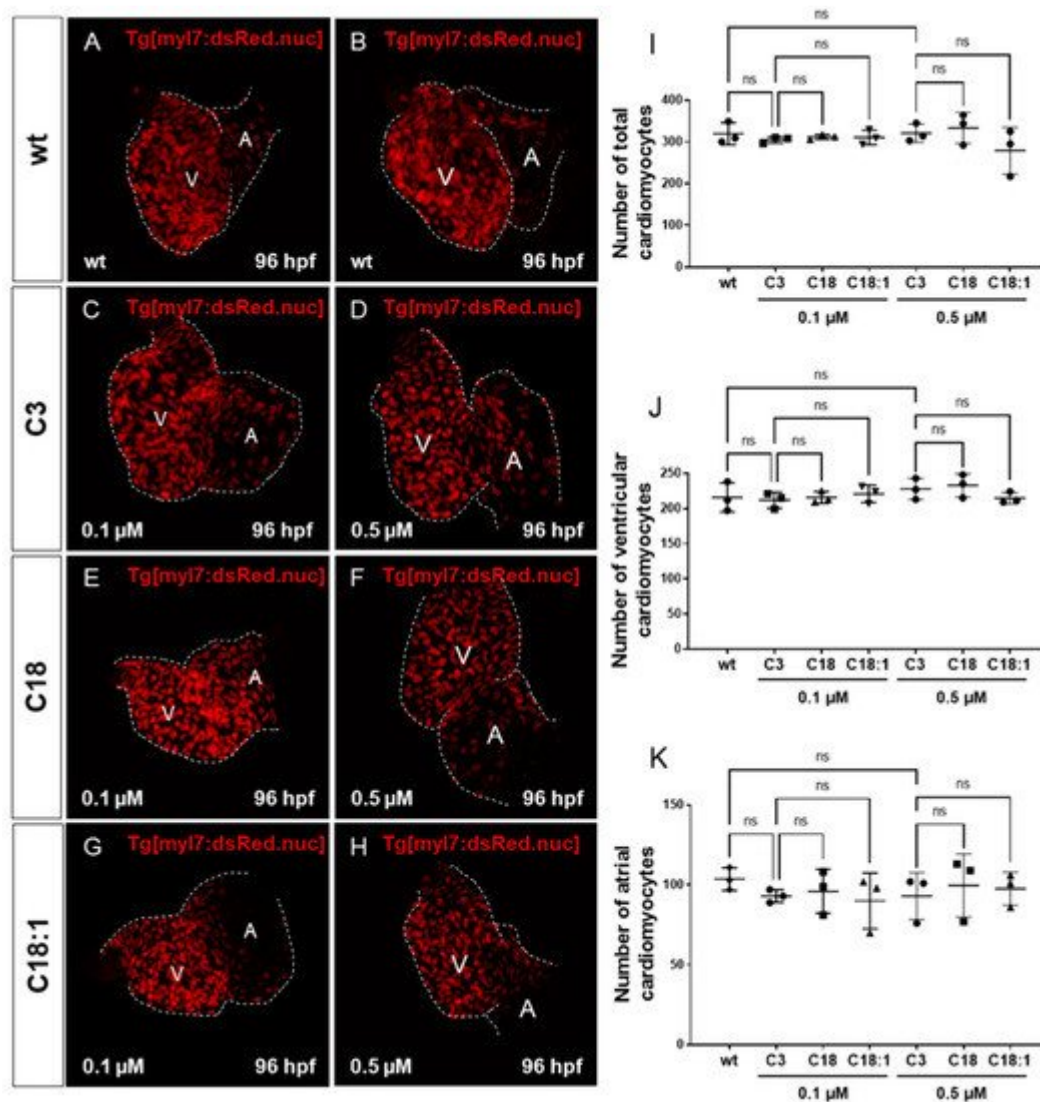 wt
A Tg[myl7:dsRed.nuc]
A
V
wt 96 hpf
B Tg[myl7:dsRed.nuc]
V A
96 hpf
C3
C Tg[myl7:dsRed.nuc]
V A
0.1 µM 96 hpf
D Tg[myl7:dsRed.nuc]
V A
0.5 µM 96 hpf
C18
E Tg[myl7:dsRed.nuc]
V A
0.1 µM 96 hpf
F Tg[myl7:dsRed.nuc]
V
A
0.5 µM 96 hpf
C18:1
G Tg[myl7:dsRed.nuc]
A
V
0.1 µM 96 hpf
H Tg[myl7:dsRed.nuc]
V
A
0.5 µM 96 hpf
I
ns
ns ns
ns ns ns
Number of total
cardiomyocytes
400
300
200
100
0
wt C3 C18 C18:1 C3 C18 C18:1
0.1 µM 0.5 µM
J
ns
ns ns
ns ns ns
Number of ventricular
cardiomyocytes
250
200
150
100
50
0
wt C3 C18 C18:1 C3 C18 C18:1
0.1 µM 0.5 µM
K
ns
ns ns
ns ns ns
Number of atrial
cardiomyocytes
150
100
50
0
wt C3 C18 C18:1 C3 C18 C18:1
0.1 µM 0.5 µM